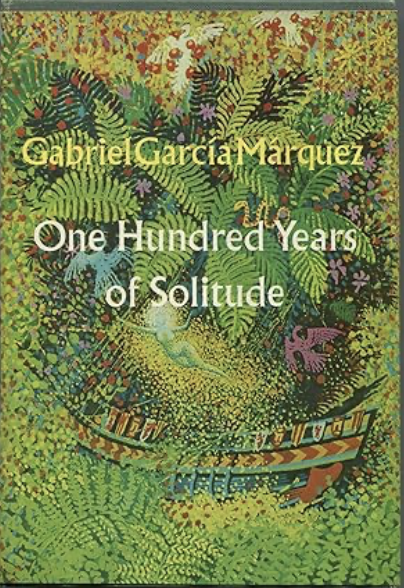 Gabriel García Márquez
One Hundred Years
of Solitude